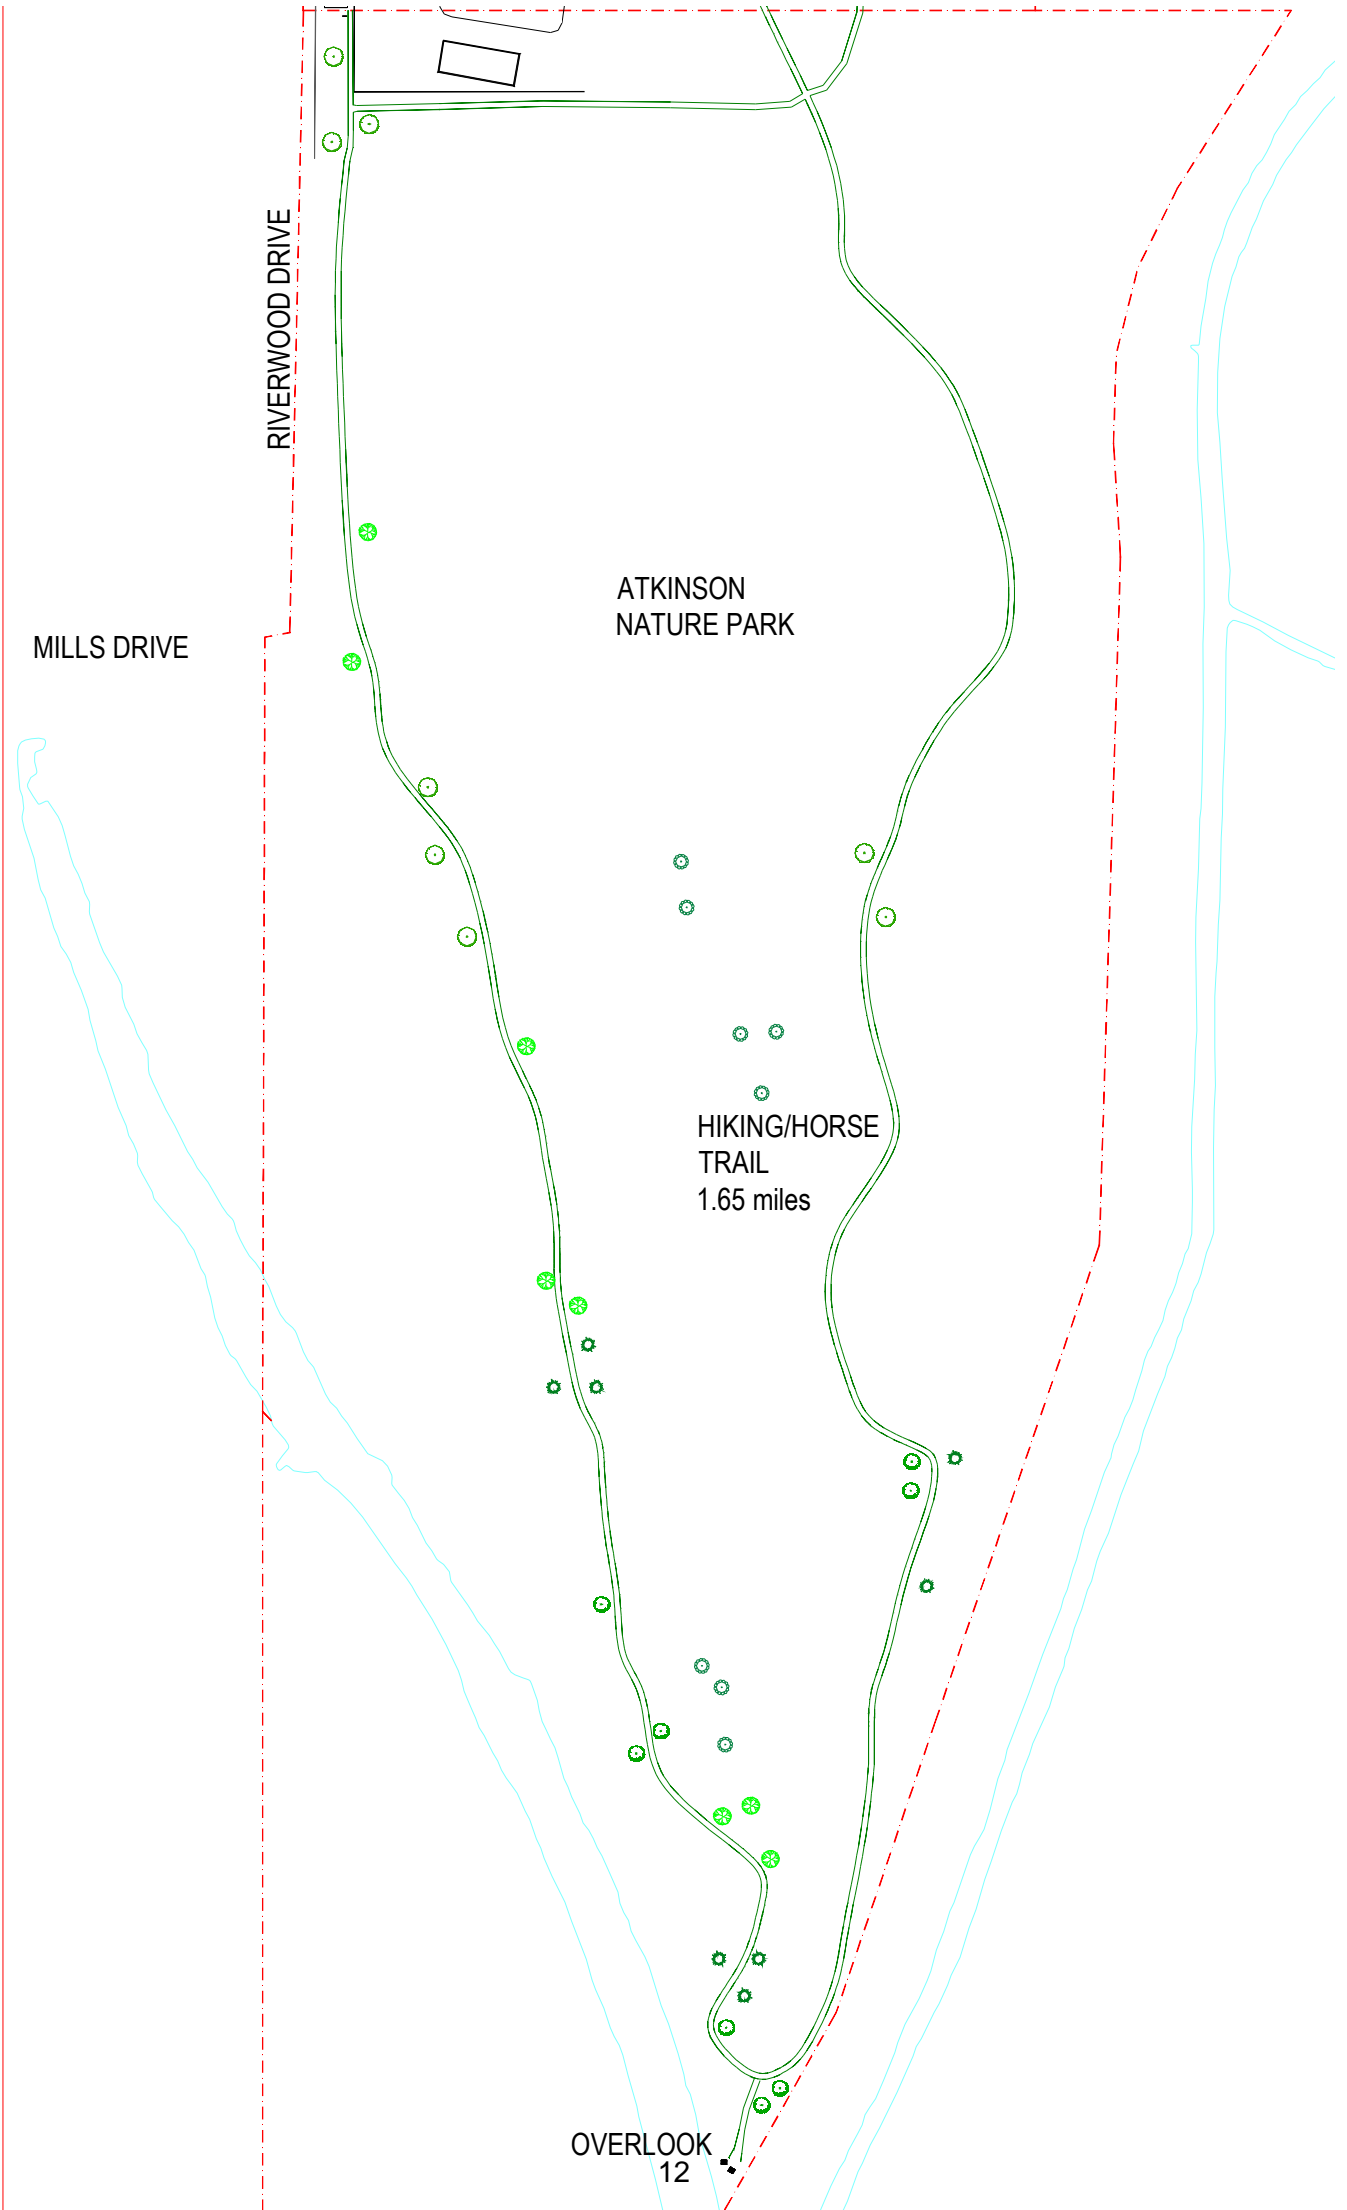 RIVERWOOD DRIVE
ATKINSON
NATURE PARK
MILLS DRIVE
HIKING/HORSE
TRAIL
1.65 miles
OVERLOOK
12